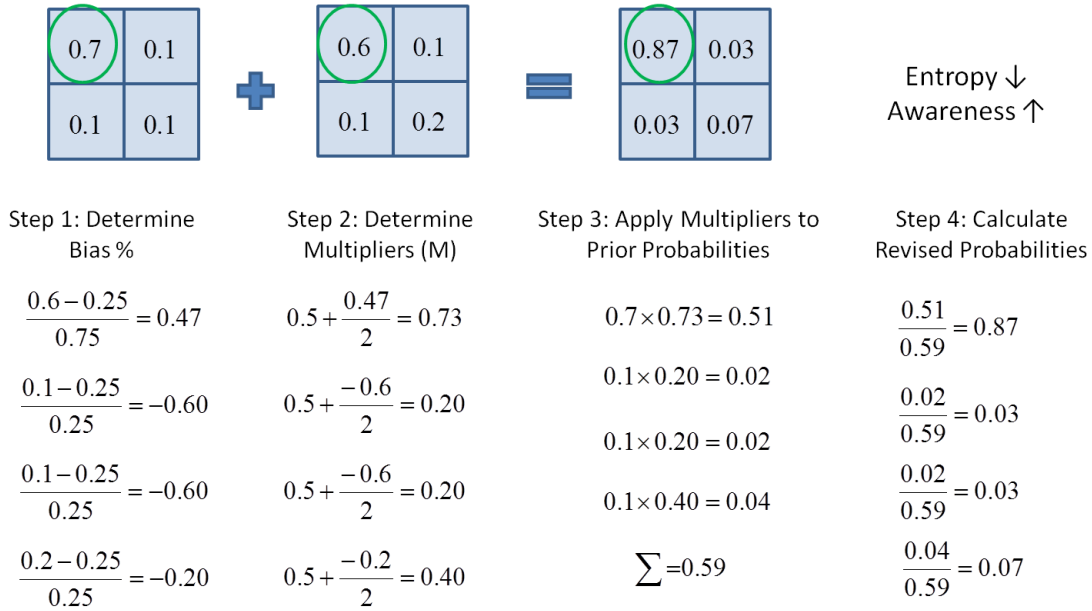 0.7 0.1
0.1 0.1
0.6 0.1
0.1 0.2
0.87 0.03
0.03 0.07
Entropy ↓
Awareness ↑
Step 1: Determine
Bias %
(0.6 − 0.25)/0.75 = 0.47
(0.1 − 0.25)/0.25 = −0.60
(0.1 − 0.25)/0.25 = −0.60
(0.2 − 0.25)/0.25 = −0.20
Step 2: Determine
Multipliers (M)
0.5 + 0.47/2 = 0.73
0.5 + −0.6/2 = 0.20
0.5 + −0.6/2 = 0.20
0.5 + −0.2/2 = 0.40
Step 3: Apply Multipliers to
Prior Probabilities
0.7 × 0.73 = 0.51
0.1 × 0.20 = 0.02
0.1 × 0.20 = 0.02
0.1 × 0.40 = 0.04
∑ =0.59
Step 4: Calculate
Revised Probabilities
0.51/0.59 = 0.87
0.02/0.59 = 0.03
0.02/0.59 = 0.03
0.04/0.59 = 0.07